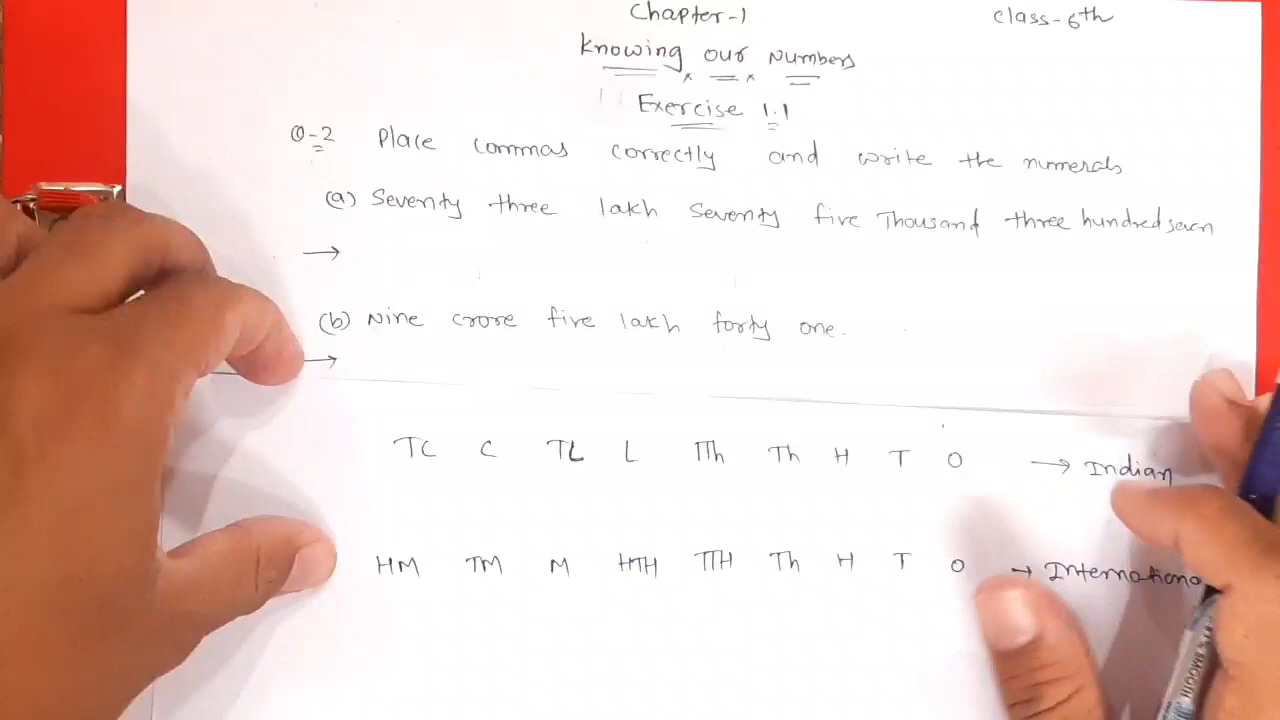 Chapter-1 Class-6th
Knowing our Numbers
Exercise 1.1
Q-2 Place commas correctly and write the numerals
(a) Seventy three lakh Seventy five Thousand three hundred seven
→
(b) Nine crore five lakh forty one.
→
TC C TL L TTh Th H T O → Indian
HM TM M HTH TTH Th H T O → Internationa